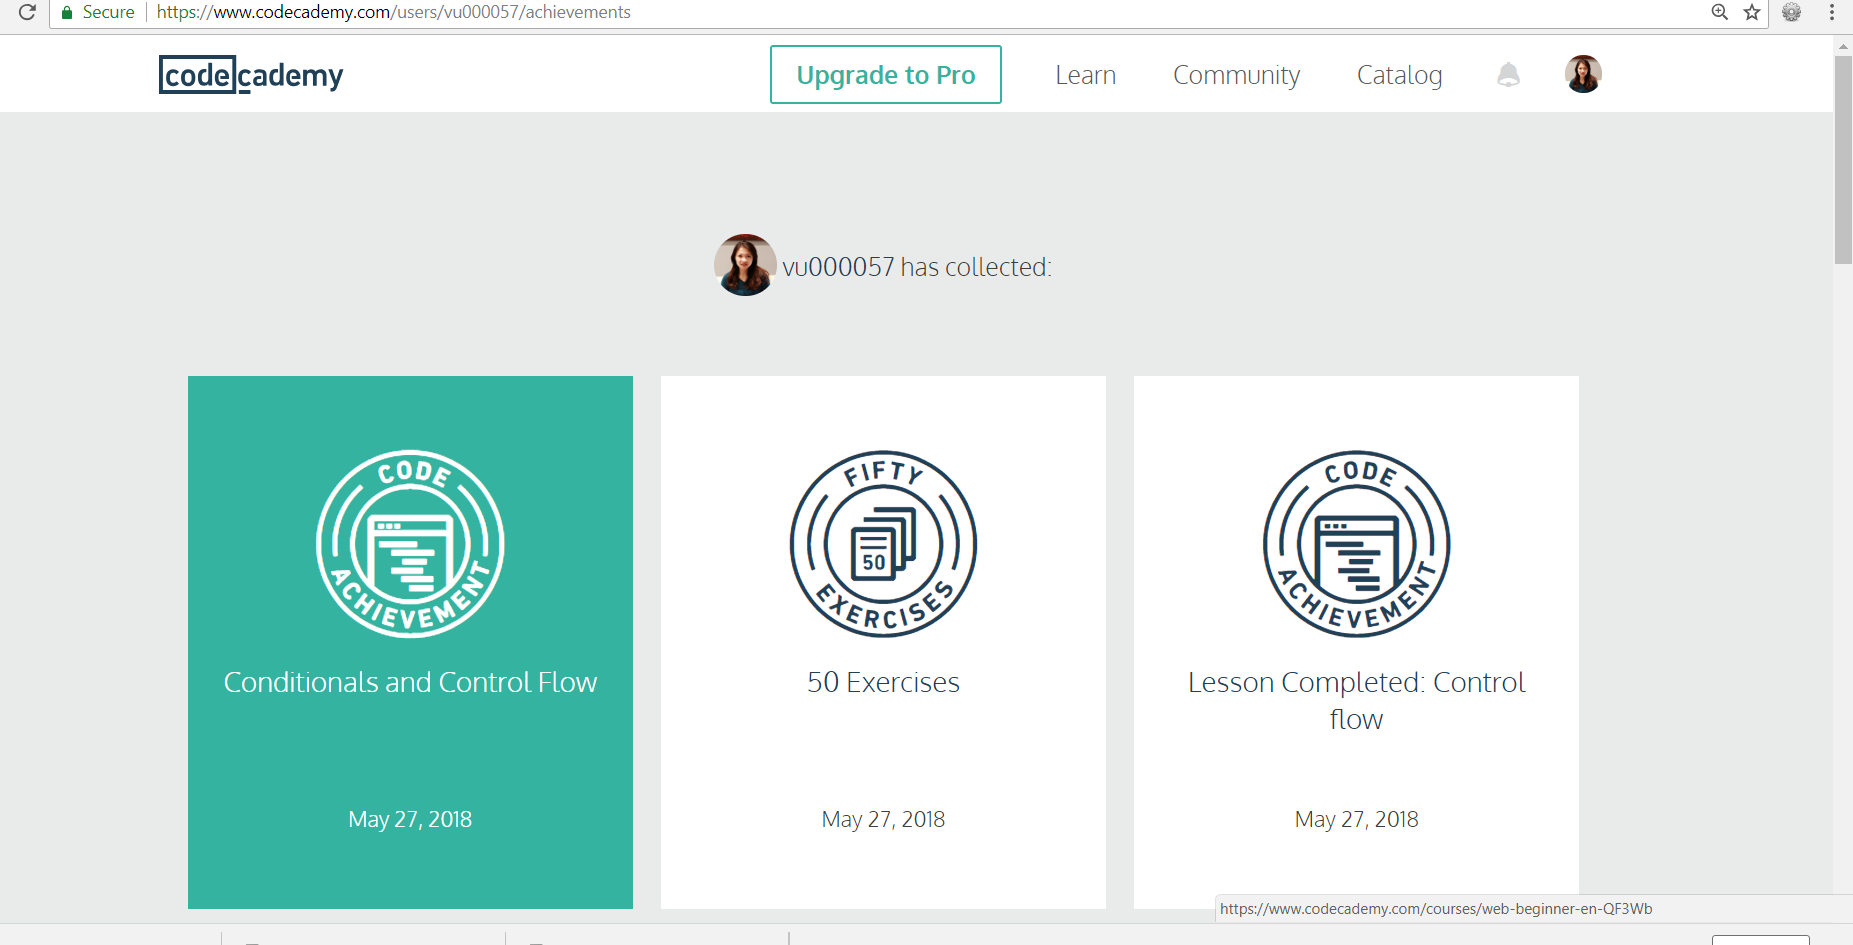 Secure https://www.codecademy.com/users/vu000057/achievements
codecademy Upgrade to Pro Learn Community Catalog
vu000057 has collected:
CODE ACHIEVEMENT
Conditionals and Control Flow
May 27, 2018
FIFTY EXERCISES
50
50 Exercises
May 27, 2018
CODE ACHIEVEMENT
Lesson Completed: Control
flow
May 27, 2018
https://www.codecademy.com/courses/web-beginner-en-QF3Wb